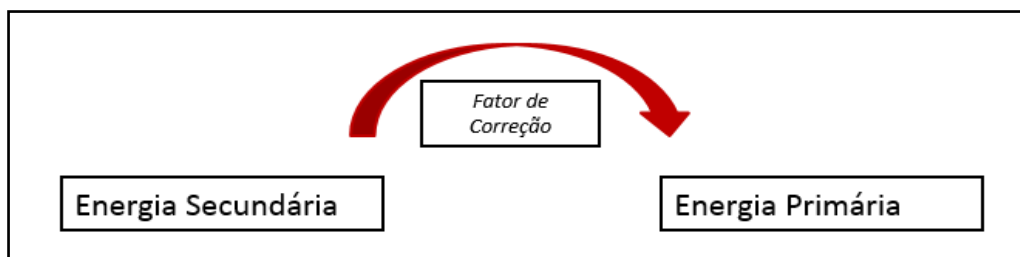 Fator de
Correção
Energia Secundária
Energia Primária